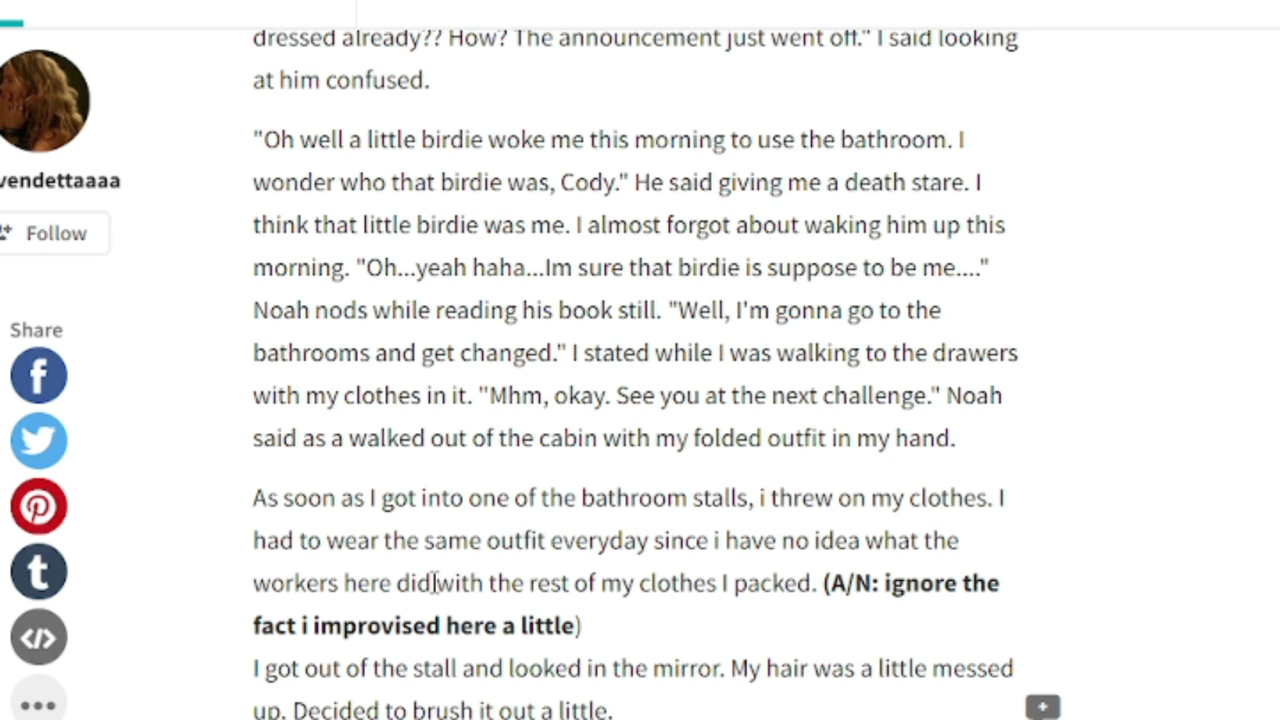 dressed already?? How? The announcement just went off." I said looking
at him confused.
"Oh well a little birdie woke me this morning to use the bathroom. I
wonder who that birdie was, Cody." He said giving me a death stare. I
think that little birdie was me. I almost forgot about waking him up this
morning. "Oh...yeah haha...Im sure that birdie is suppose to be me...."
Noah nods while reading his book still. "Well, I'm gonna go to the
bathrooms and get changed." I stated while I was walking to the drawers
with my clothes in it. "Mhm, okay. See you at the next challenge." Noah
said as a walked out of the cabin with my folded outfit in my hand.
As soon as I got into one of the bathroom stalls, i threw on my clothes. I
had to wear the same outfit everyday since i have no idea what the
workers here did with the rest of my clothes I packed. (A/N: ignore the
fact i improvised here a little)
I got out of the stall and looked in the mirror. My hair was a little messed
up. Decided to brush it out a little.
vendettaaaa
Follow
Share